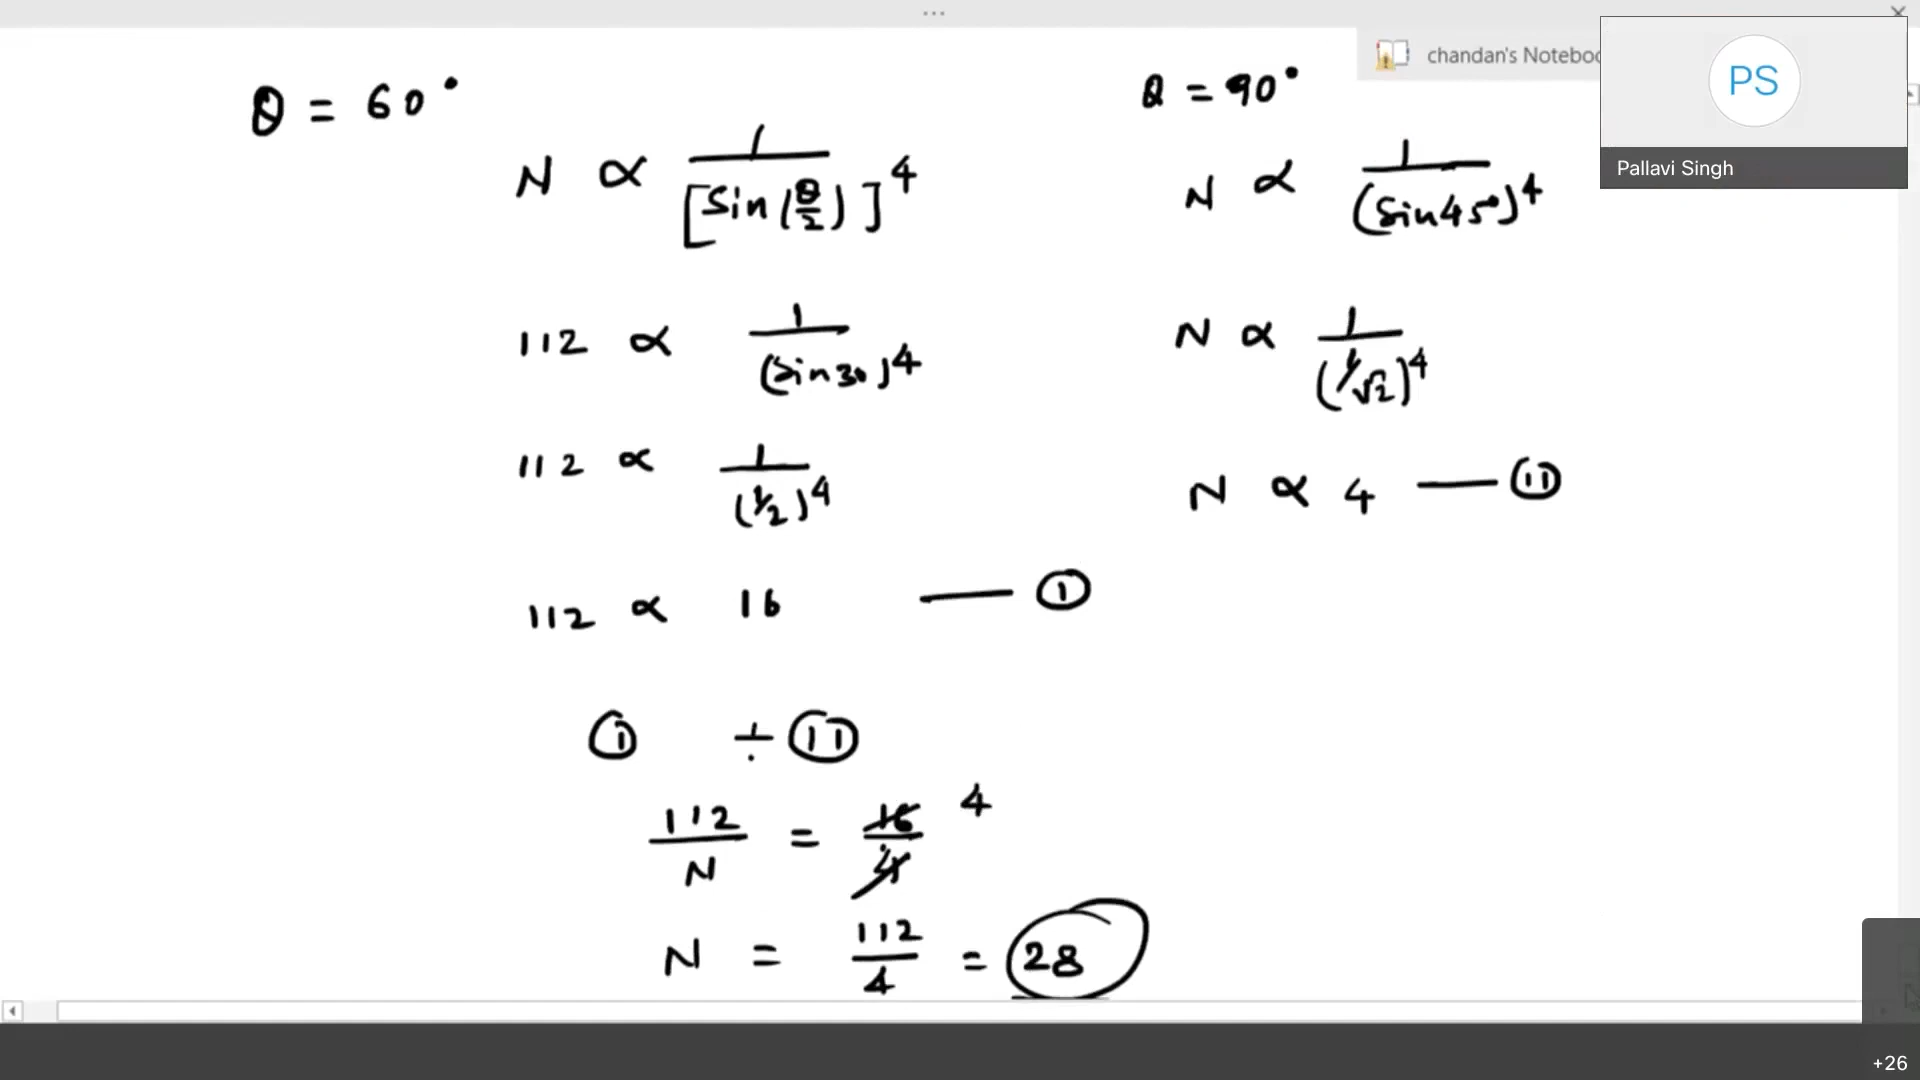 ...
chandan's Noteboo
PS
Pallavi Singh
θ = 60°
N ∝ 1/[Sin(θ/2)]^4
112 ∝ 1/(Sin30)^4
112 ∝ 1/(1/2)^4
112 ∝ 16 — (I)
θ = 90°
N ∝ 1/(Sin45°)^4
N ∝ 1/(1/√2)^4
N ∝ 4 — (II)
(I) ÷ (II)
112/N = 16/4 4
N = 112/4 = 28
+26